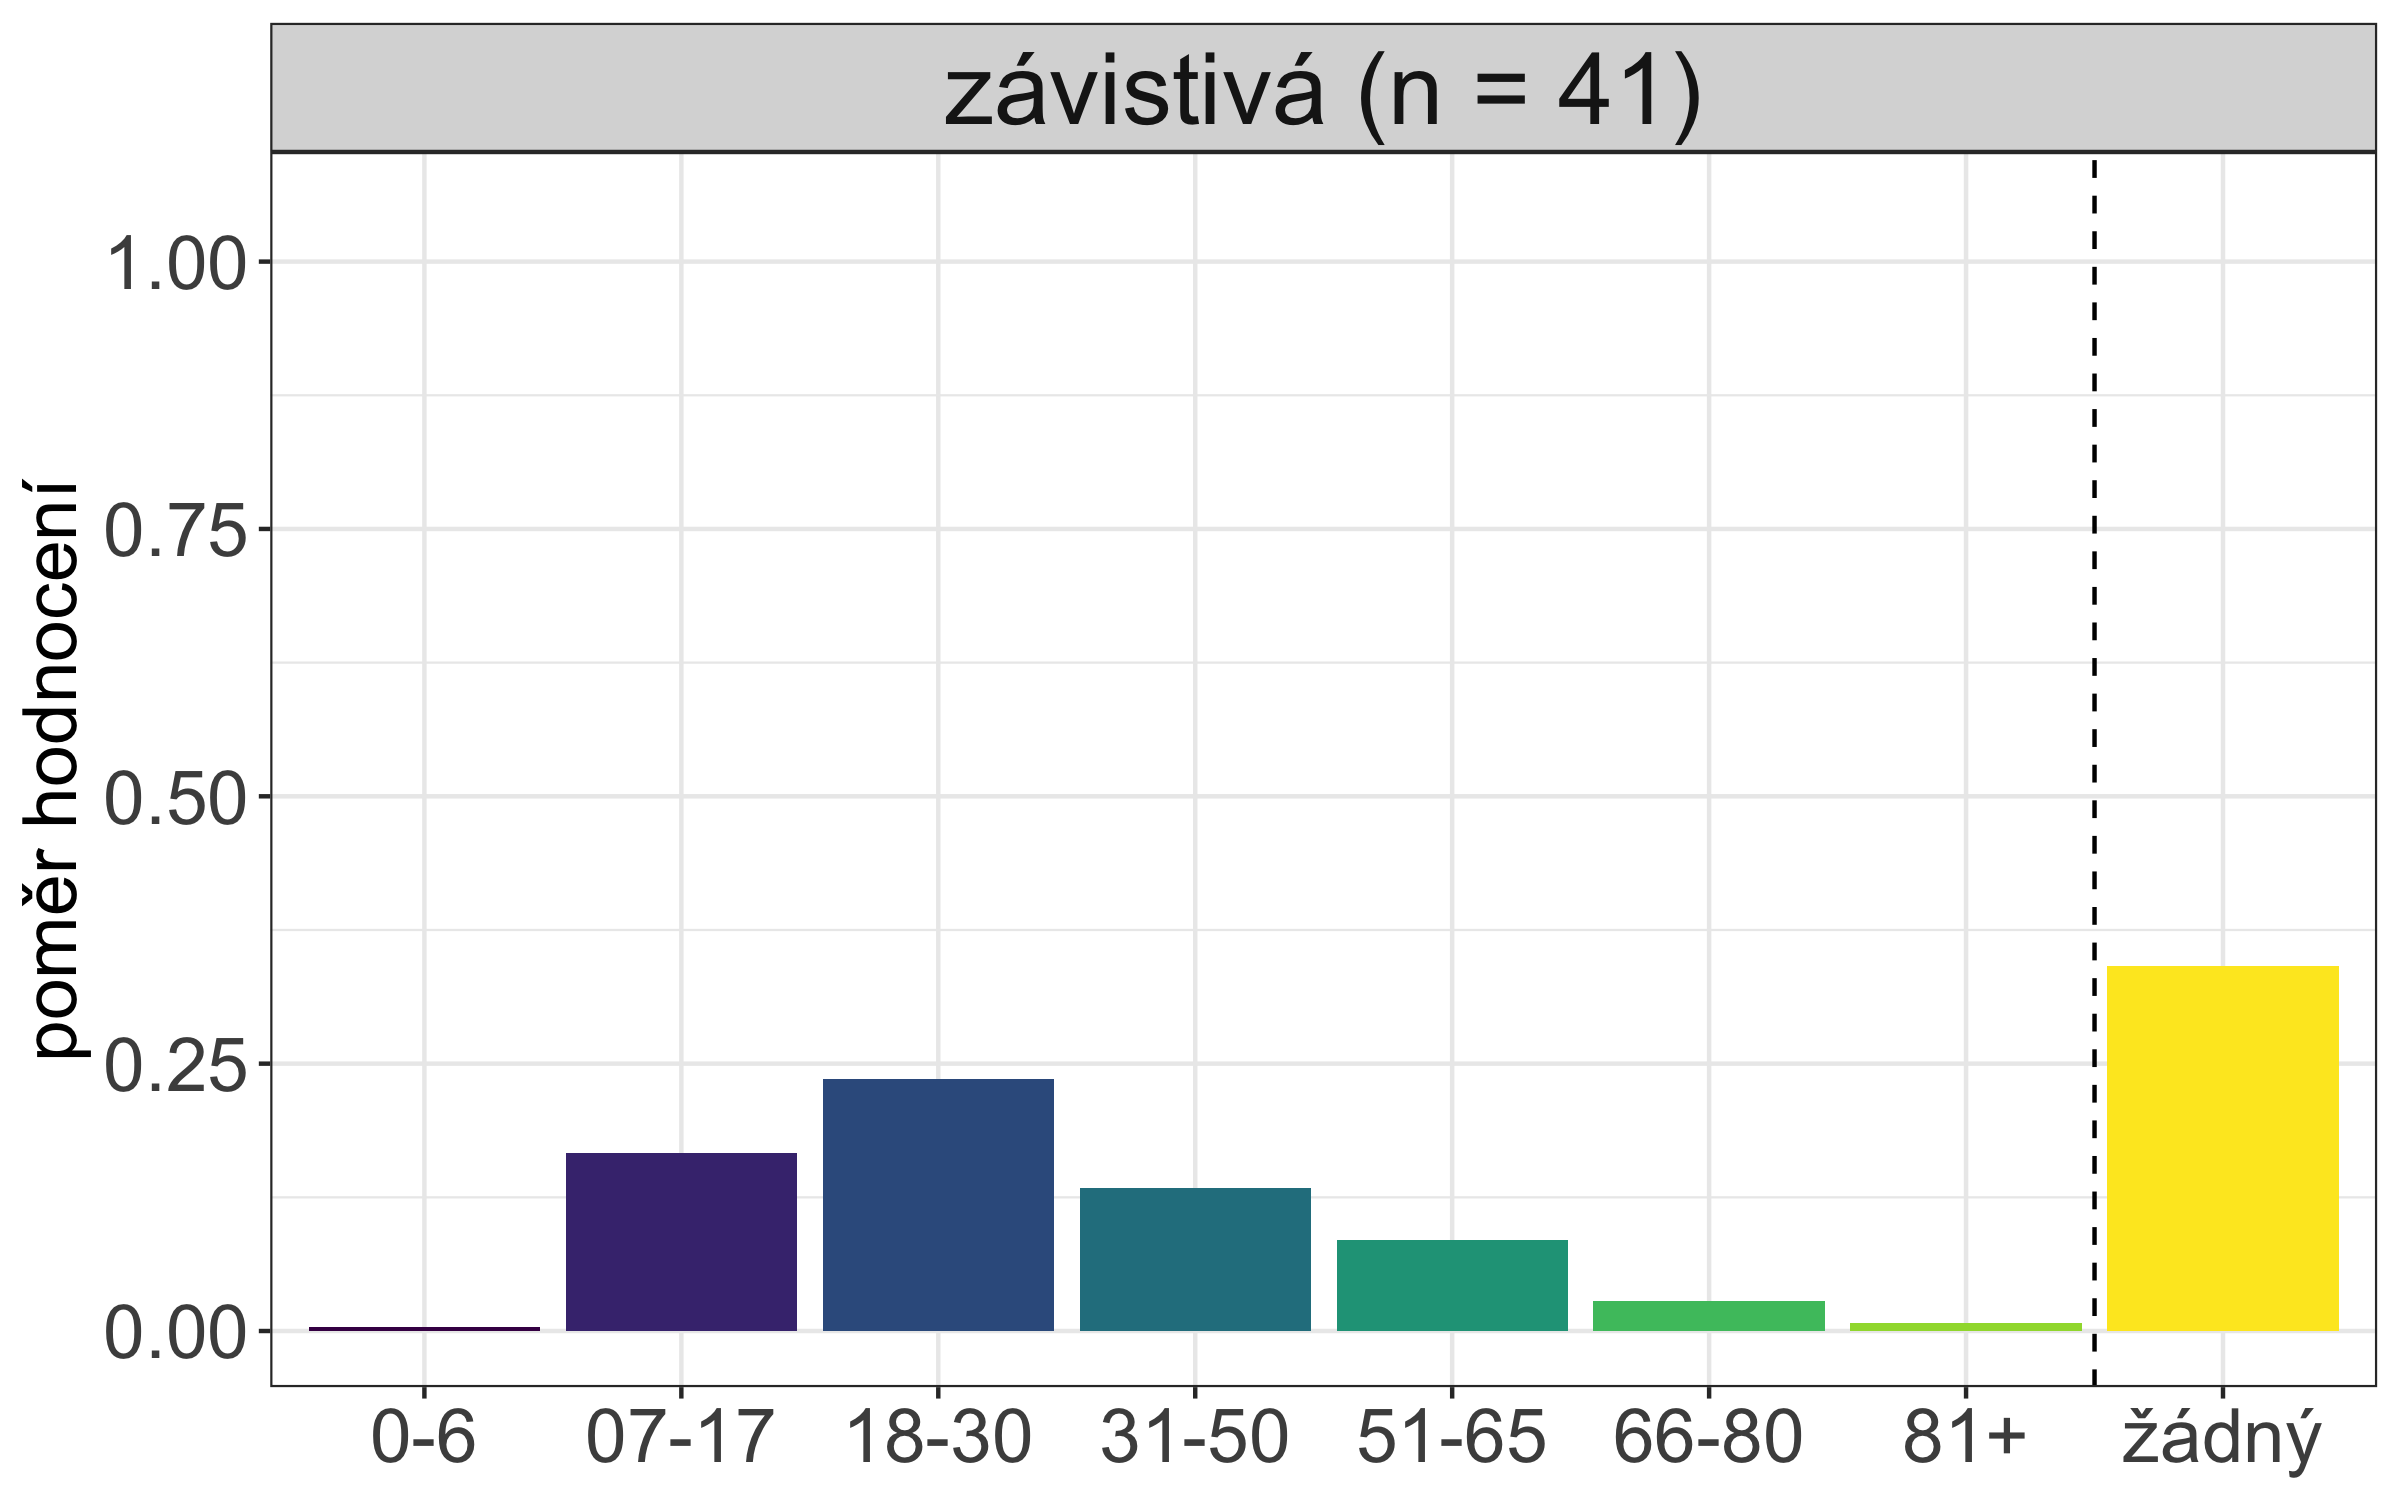 závistivá (n = 41)
poměr hodnocení
1.00
0.75
0.50
0.25
0.00
0-6 07-17 18-30 31-50 51-65 66-80 81+ žádný